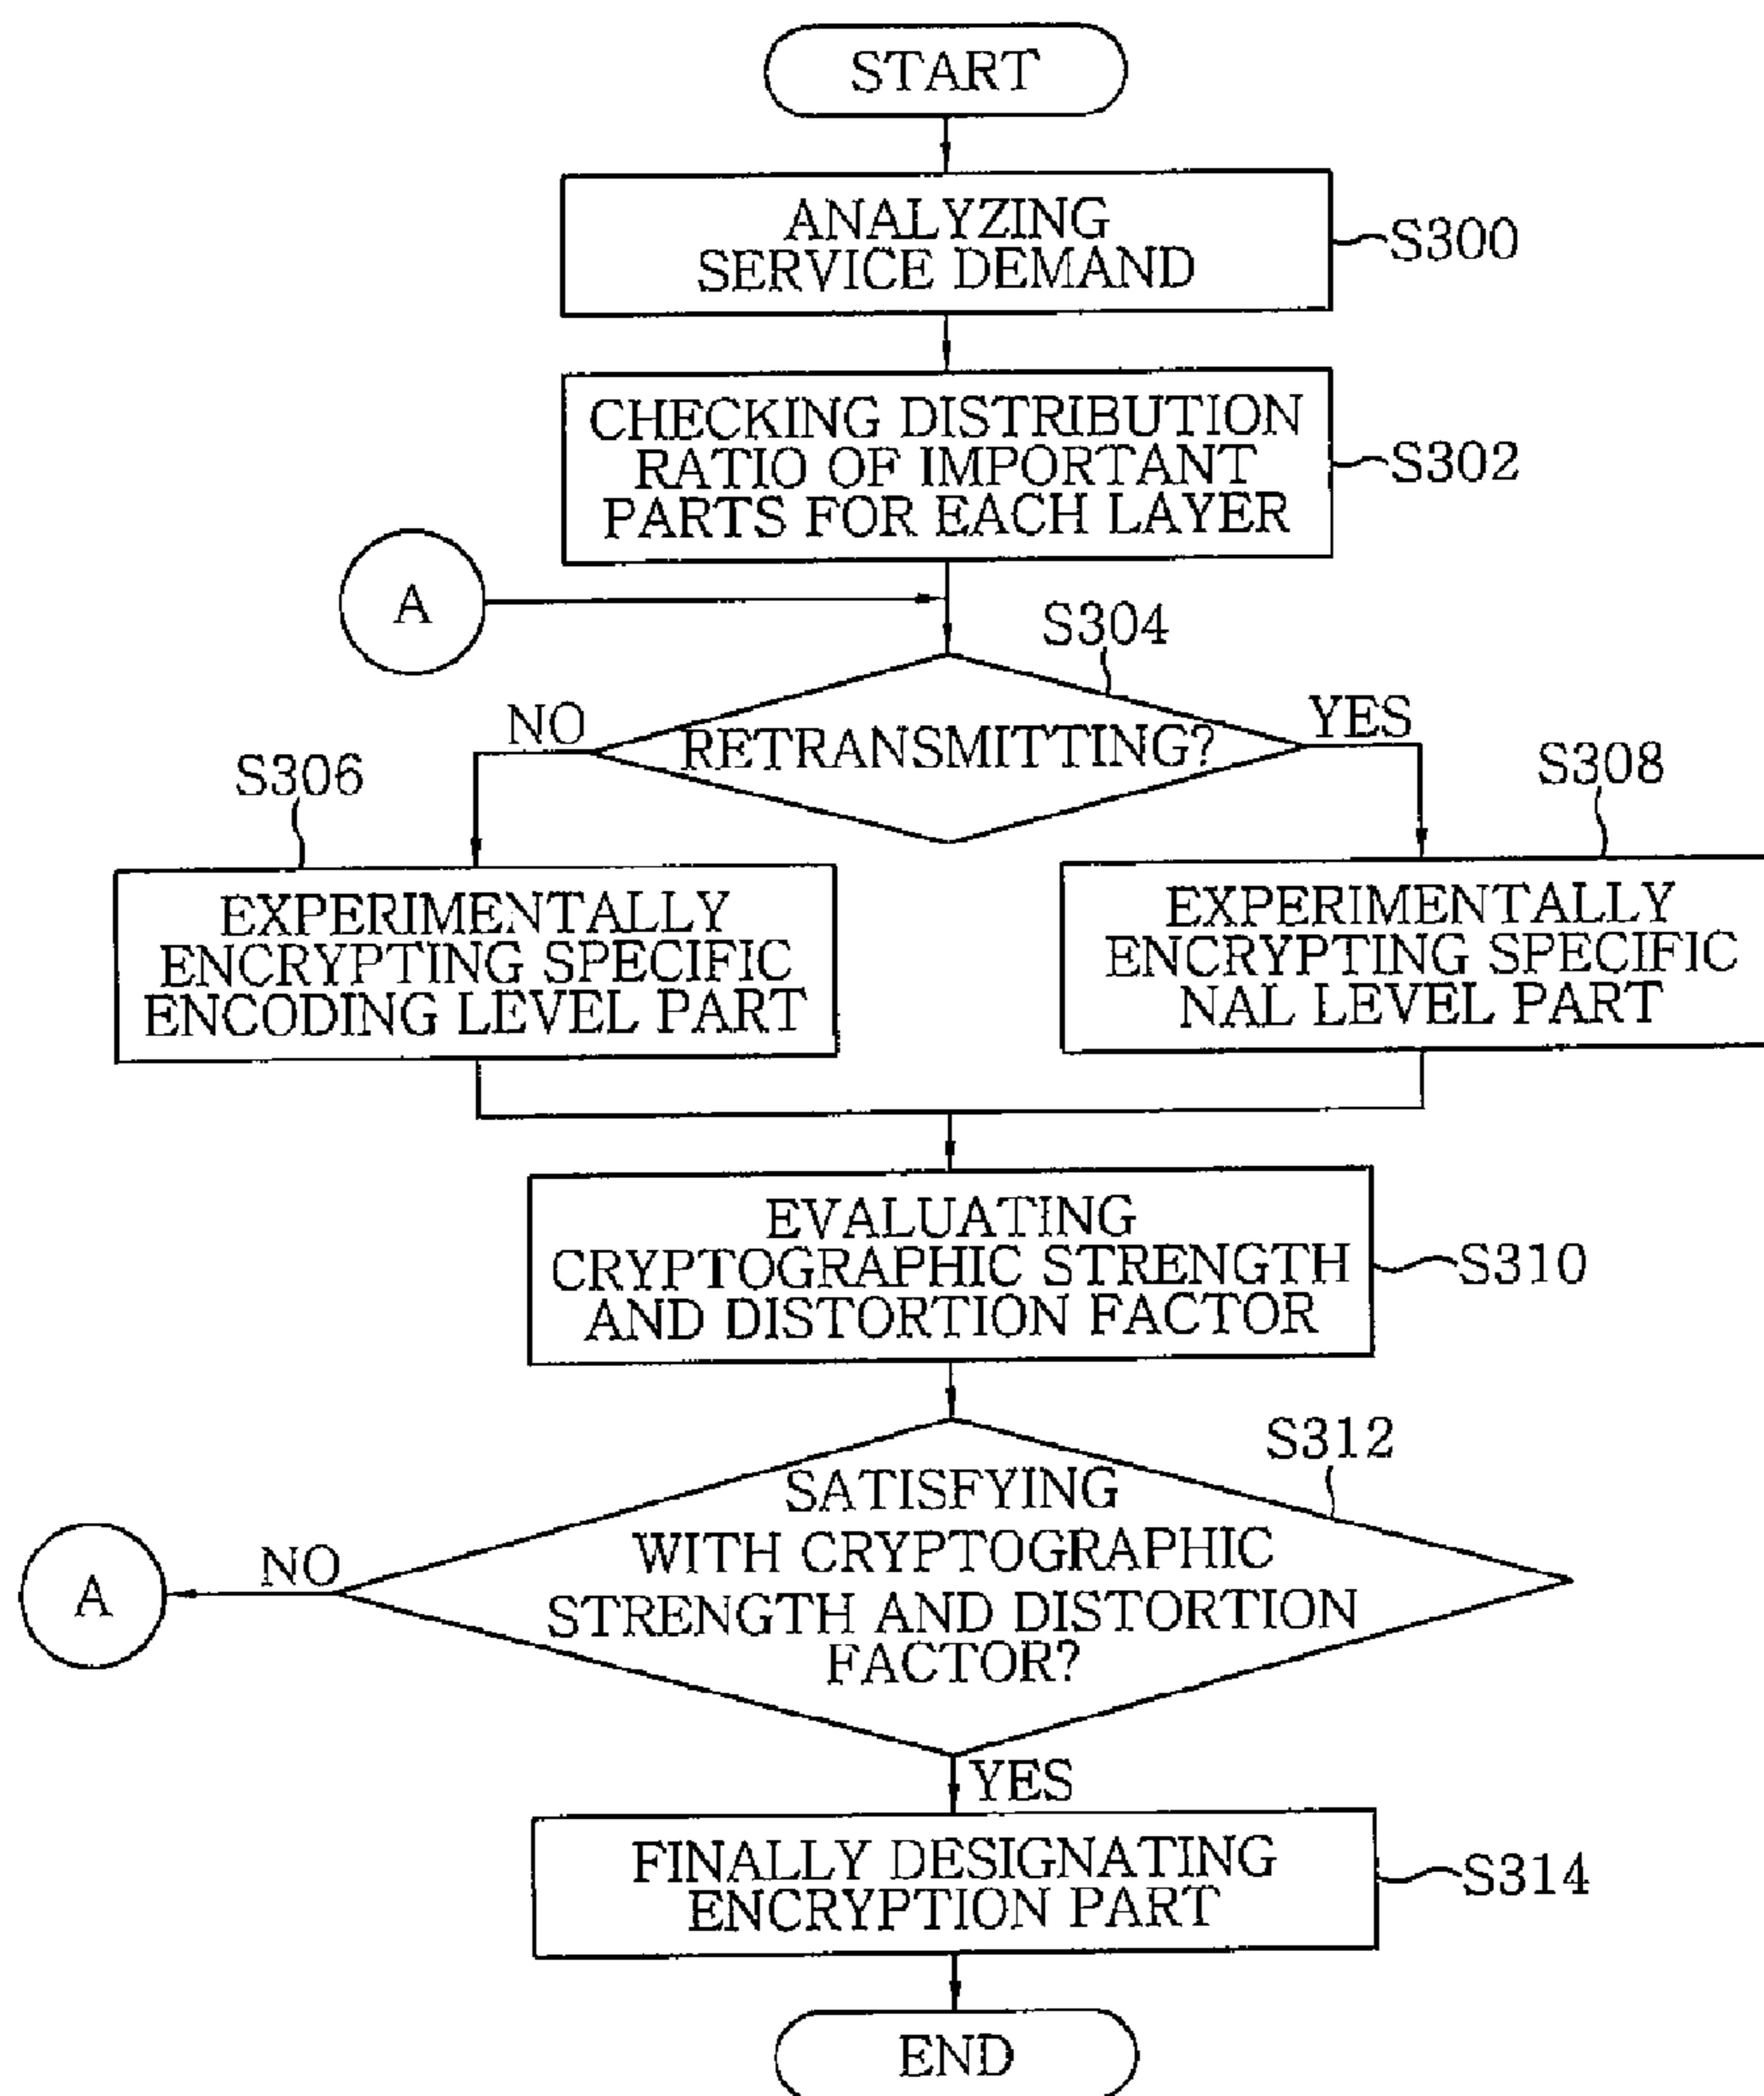 START
ANALYZING
SERVICE DEMAND
S300
CHECKING DISTRIBUTION
RATIO OF IMPORTANT
PARTS FOR EACH LAYER
S302
A
S304
NO
RETRANSMITTING?
YES
S306
S308
EXPERIMENTALLY
ENCRYPTING SPECIFIC
ENCODING LEVEL PART
EXPERIMENTALLY
ENCRYPTING SPECIFIC
NAL LEVEL PART
EVALUATING
CRYPTOGRAPHIC STRENGTH
AND DISTORTION FACTOR
S310
S312
SATISFYING
WITH CRYPTOGRAPHIC
STRENGTH AND DISTORTION
FACTOR?
NO
A
YES
FINALLY DESIGNATING
ENCRYPTION PART
S314
END